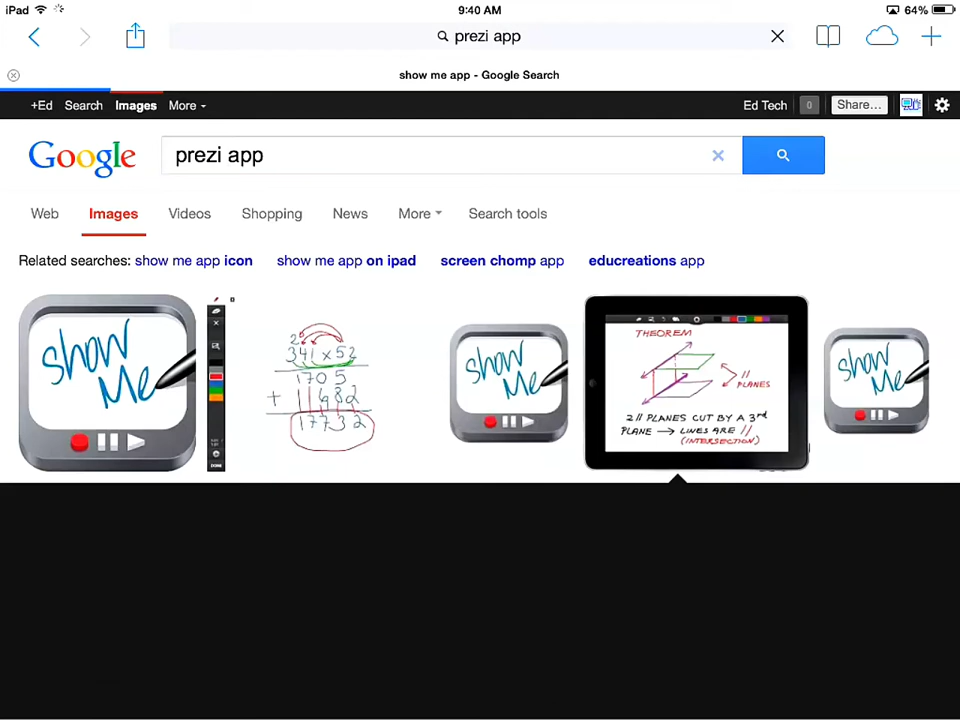 iPad 9:40 AM 64%
prezi app
show me app - Google Search
+Ed Search Images More Ed Tech 0 Share…
Google prezi app
Web Images Videos Shopping News More Search tools
Related searches: show me app icon show me app on ipad screen chomp app educreations app
show Me
2
341 x 52
1705
+
17732
show Me
THEOREM
// PLANES
2 // PLANES CUT BY A 3rd
PLANE → LINES ARE //
(INTERSECTION)
show Me